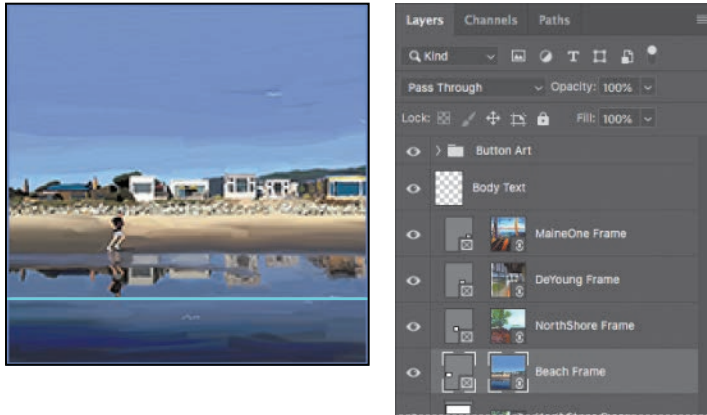 Layers Channels Paths
Kind
Pass Through Opacity: 100%
Lock: Fill: 100%
Button Art
Body Text
MaineOne Frame
DeYoung Frame
NorthShore Frame
Beach Frame